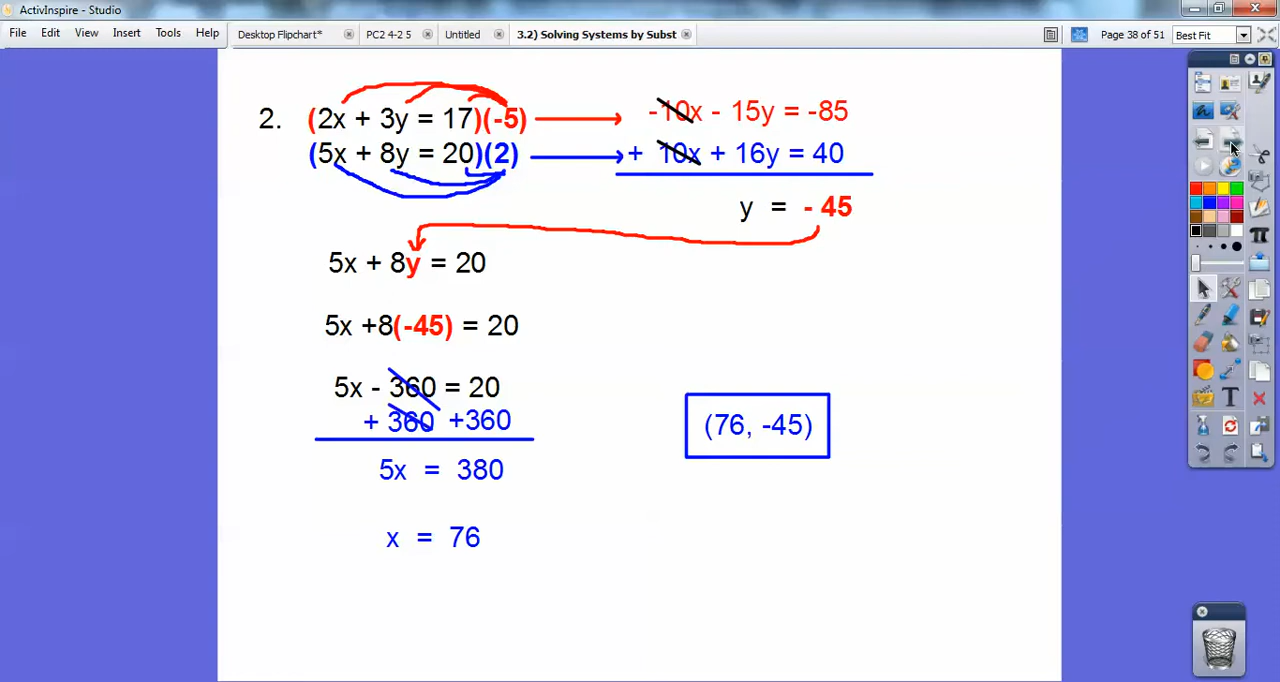 ActivInspire - Studio
File Edit View Insert Tools Help Desktop Flipchart* PC2 4-2 5 Untitled 3.2) Solving Systems by Subst Page 38 of 51 Best Fit
2. (2x + 3y = 17)(-5) -10x - 15y = -85
(5x + 8y = 20)(2) + 10x + 16y = 40
y = - 45
5x + 8y = 20
5x +8(-45) = 20
5x - 360 = 20
+ 360 +360
(76, -45)
5x = 380
x = 76